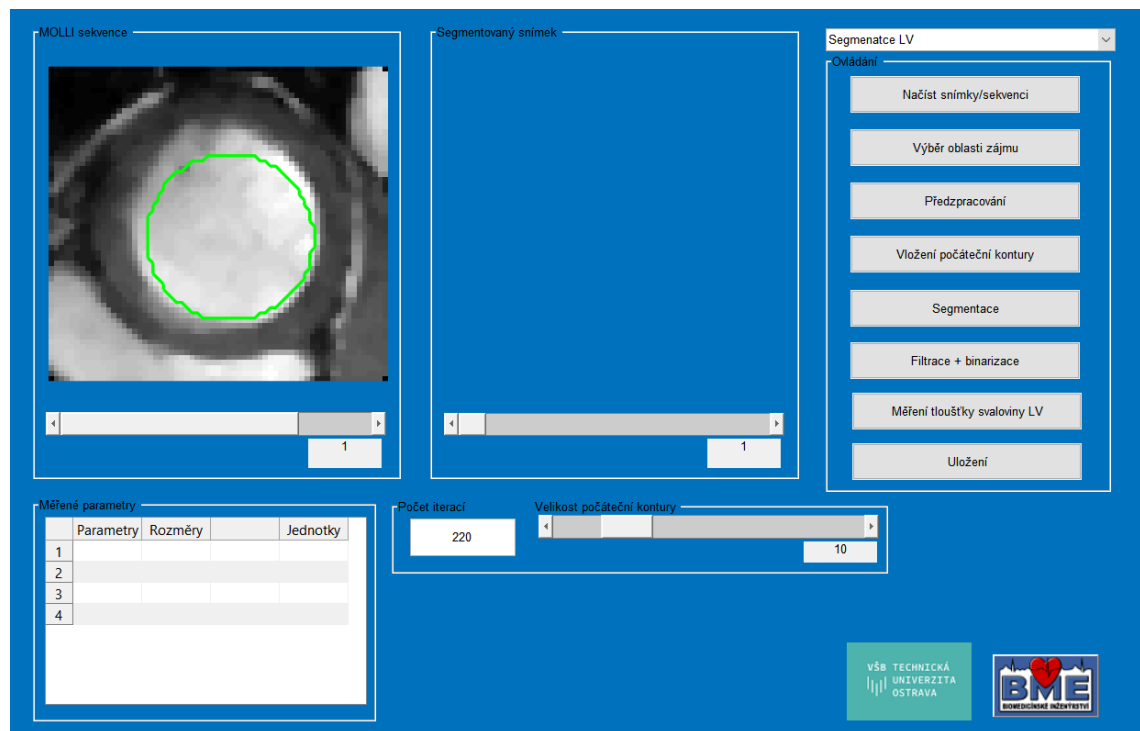 MOLLI sekvence
1
Segmentovaný snímek
1
Segmenatce LV
Ovládání
Načíst snímky/sekvenci
Výběr oblasti zájmu
Předzpracování
Vložení počáteční kontury
Segmentace
Filtrace + binarizace
Měření tloušťky svaloviny LV
Uložení
Měřené parametry
Parametry Rozměry Jednotky
1
2
3
4
Počet iterací
220
Velikost počáteční kontury
10
VŠB TECHNICKÁ
UNIVERZITA
OSTRAVA
BME
BIOMEDICÍNSKÉ INŽENÝRSTVÍ